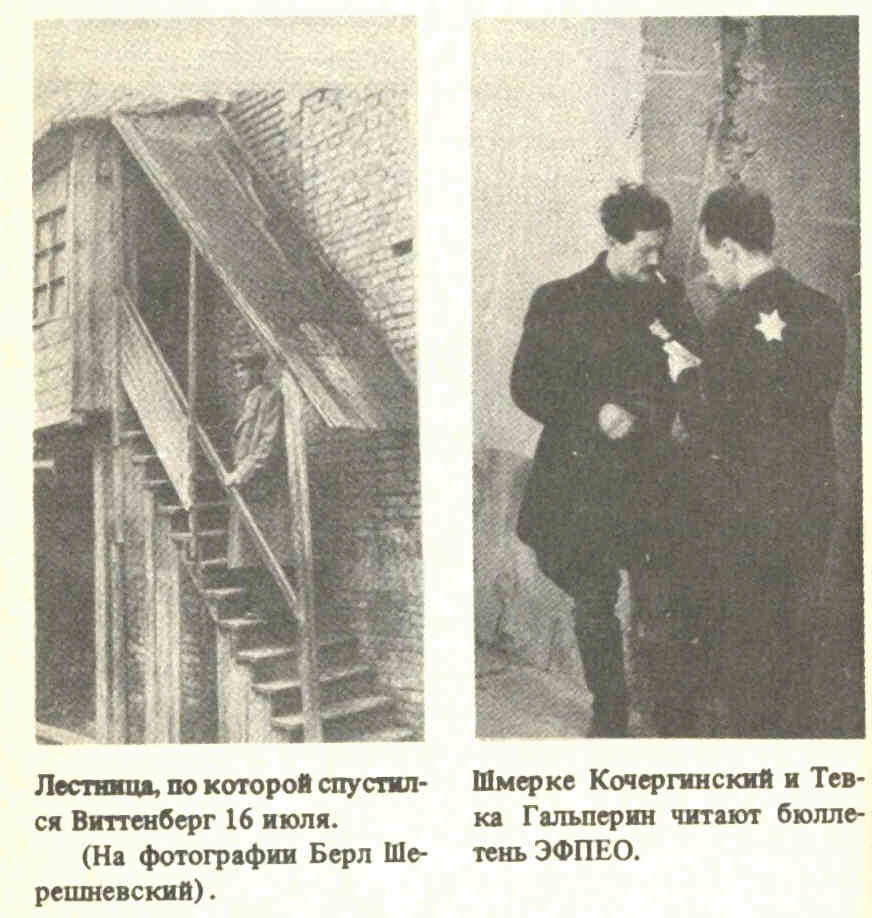 Лестница, по которой спустил-
ся Виттенберг 16 июля.
(На фотографии Берл Ше-
решневский).
Шмерке Кочергинский и Тев-
ка Гальперин читают бюлле-
тень ЭФПЕО.